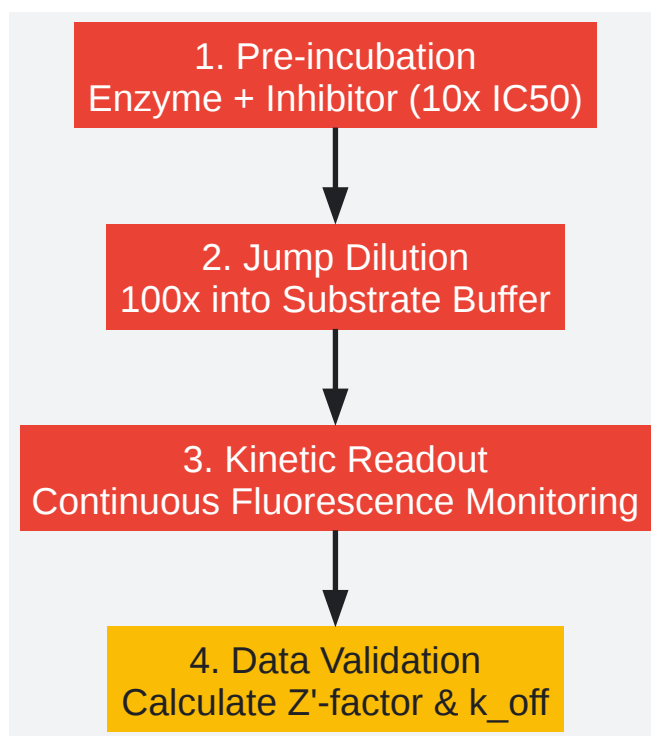 1. Pre-incubation
Enzyme + Inhibitor (10x IC50)
2. Jump Dilution
100x into Substrate Buffer
3. Kinetic Readout
Continuous Fluorescence Monitoring
4. Data Validation
Calculate Z'-factor & k_off